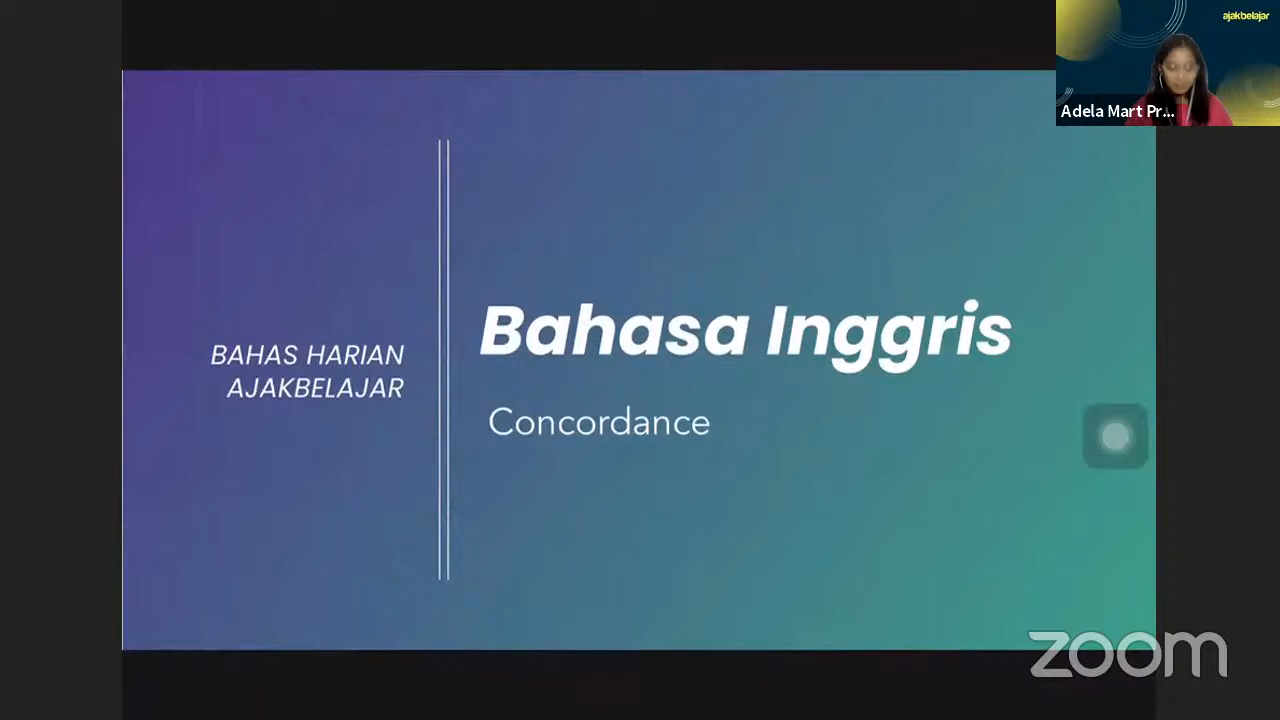 ajakbelajar
Adela Mart Pr...
BAHAS HARIAN
AJAKBELAJAR
Bahasa Inggris
Concordance
zoom